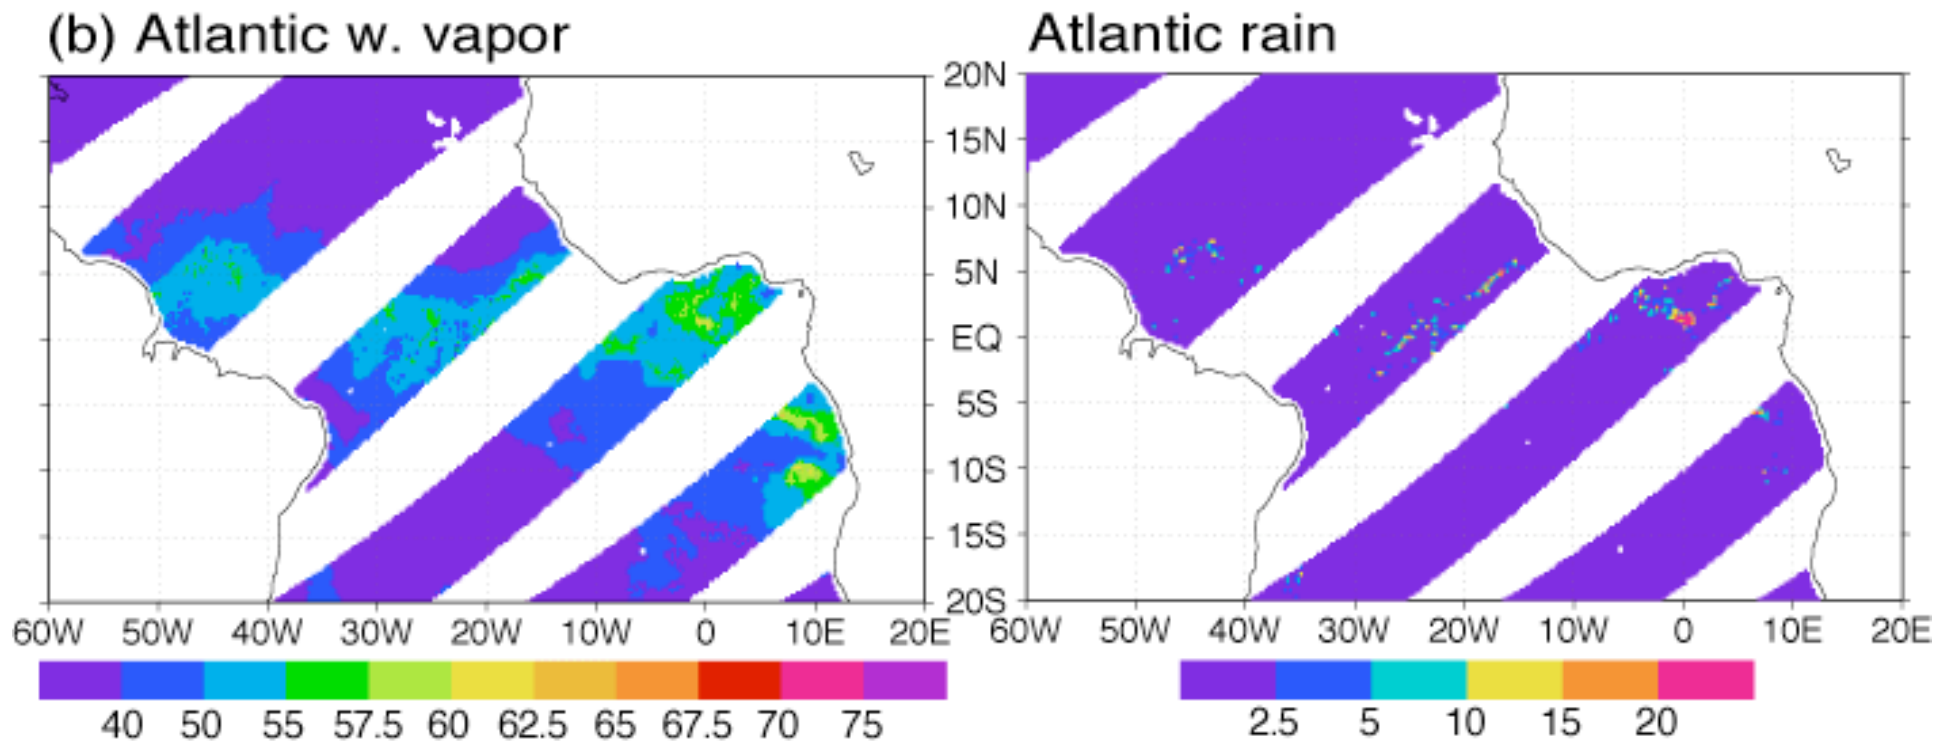 (b) Atlantic w. vapor
Atlantic rain
20N
15N
10N
5N
EQ
5S
10S
15S
20S
60W 50W 40W 30W 20W 10W 0 10E 20E
60W 50W 40W 30W 20W 10W 0 10E 20E
40 50 55 57.5 60 62.5 65 67.5 70 75
2.5 5 10 15 20